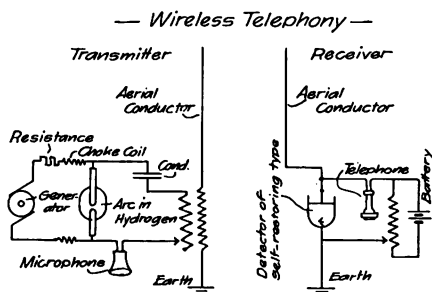 — Wireless Telephony —
Transmitter
Receiver
Aerial
Conductor
Aerial
Conductor
Resistance
Choke Coil
Cond.
Gener-
ator
Arc in
Hydrogen
Microphone
Earth
Telephone
Battery
Detector of
self-restoring type
Earth